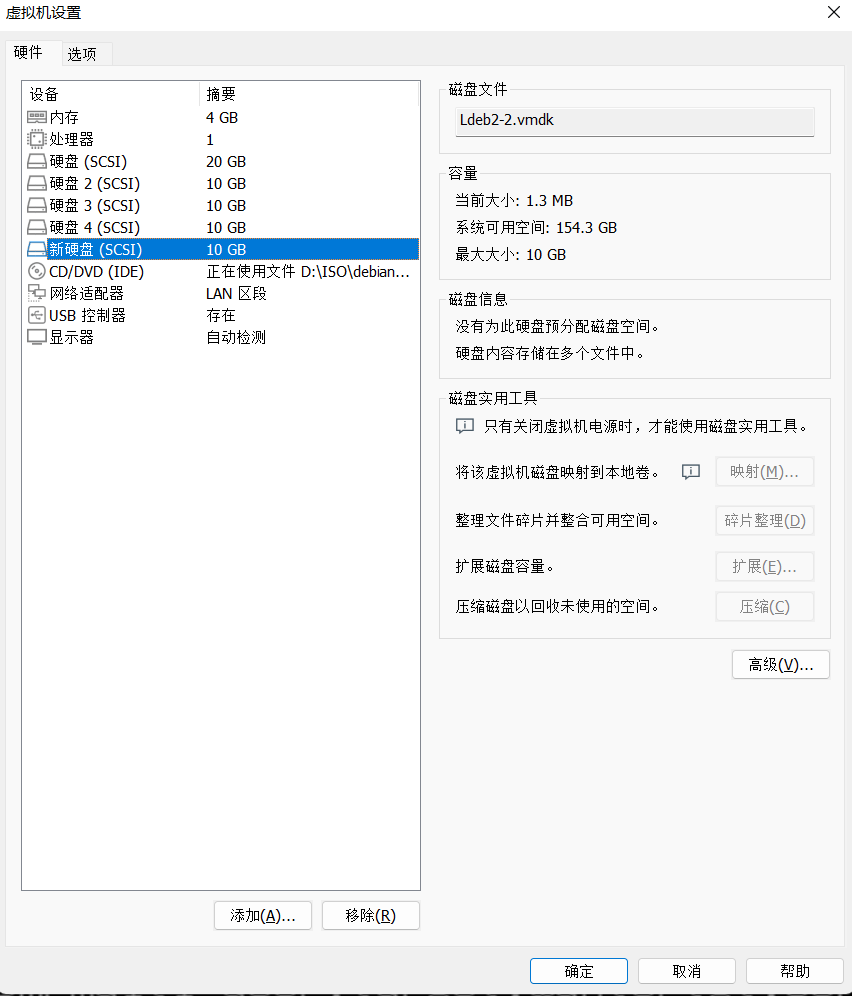 虚拟机设置
硬件 选项
设备 摘要
内存 4 GB
处理器 1
硬盘 (SCSI) 20 GB
硬盘 2 (SCSI) 10 GB
硬盘 3 (SCSI) 10 GB
硬盘 4 (SCSI) 10 GB
新硬盘 (SCSI) 10 GB
CD/DVD (IDE) 正在使用文件 D:\ISO\debian...
网络适配器 LAN 区段
USB 控制器 存在
显示器 自动检测
添加(A)... 移除(R)
磁盘文件
Ldeb2-2.vmdk
容量
当前大小: 1.3 MB
系统可用空间: 154.3 GB
最大大小: 10 GB
磁盘信息
没有为此硬盘预分配磁盘空间。
硬盘内容存储在多个文件中。
磁盘实用工具
只有关闭虚拟机电源时，才能使用磁盘实用工具。
将该虚拟机磁盘映射到本地卷。 映射(M)...
整理文件碎片并整合可用空间。 碎片整理(D)
扩展磁盘容量。 扩展(E)...
压缩磁盘以回收未使用的空间。 压缩(C)
高级(V)...
确定 取消 帮助